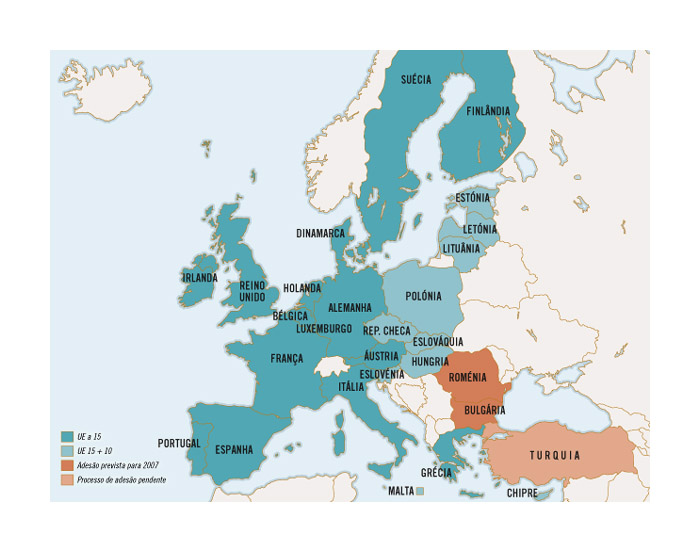 SUÉCIA
FINLÂNDIA
ESTÓNIA
LETÓNIA
DINAMARCA
LITUÂNIA
IRLANDA
REINO
UNIDO
HOLANDA
POLÓNIA
ALEMANHA
BÉLGICA
LUXEMBURGO
REP. CHECA
ESLOVÁQUIA
FRANÇA
ÁUSTRIA
HUNGRIA
ESLOVÉNIA
ROMÉNIA
ITÁLIA
BULGÁRIA
PORTUGAL
ESPANHA
TURQUIA
GRÉCIA
MALTA
CHIPRE
UE a 15
UE 15 + 10
Adesão prevista para 2007
Processo de adesão pendente